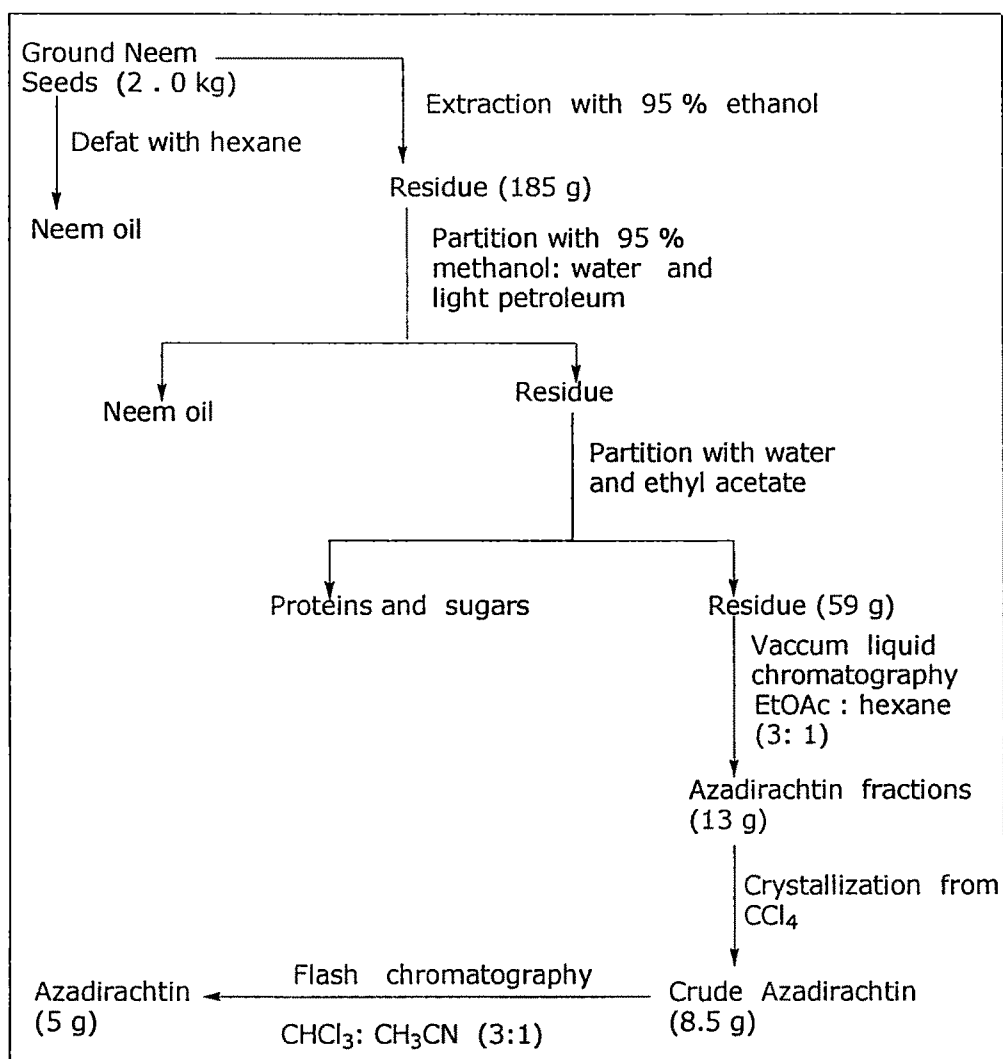 Ground Neem
Seeds (2 . 0 kg)
Extraction with 95 % ethanol
Defat with hexane
Residue (185 g)
Neem oil
Partition with 95 %
methanol: water and
light petroleum
Neem oil
Residue
Partition with water
and ethyl acetate
Proteins and sugars
Residue (59 g)
Vaccum liquid
chromatography
EtOAc : hexane
(3: 1)
Azadirachtin fractions
(13 g)
Crystallization from
CCl₄
Flash chromatography
Azadirachtin
(5 g)
CHCl₃: CH₃CN (3:1)
Crude Azadirachtin
(8.5 g)